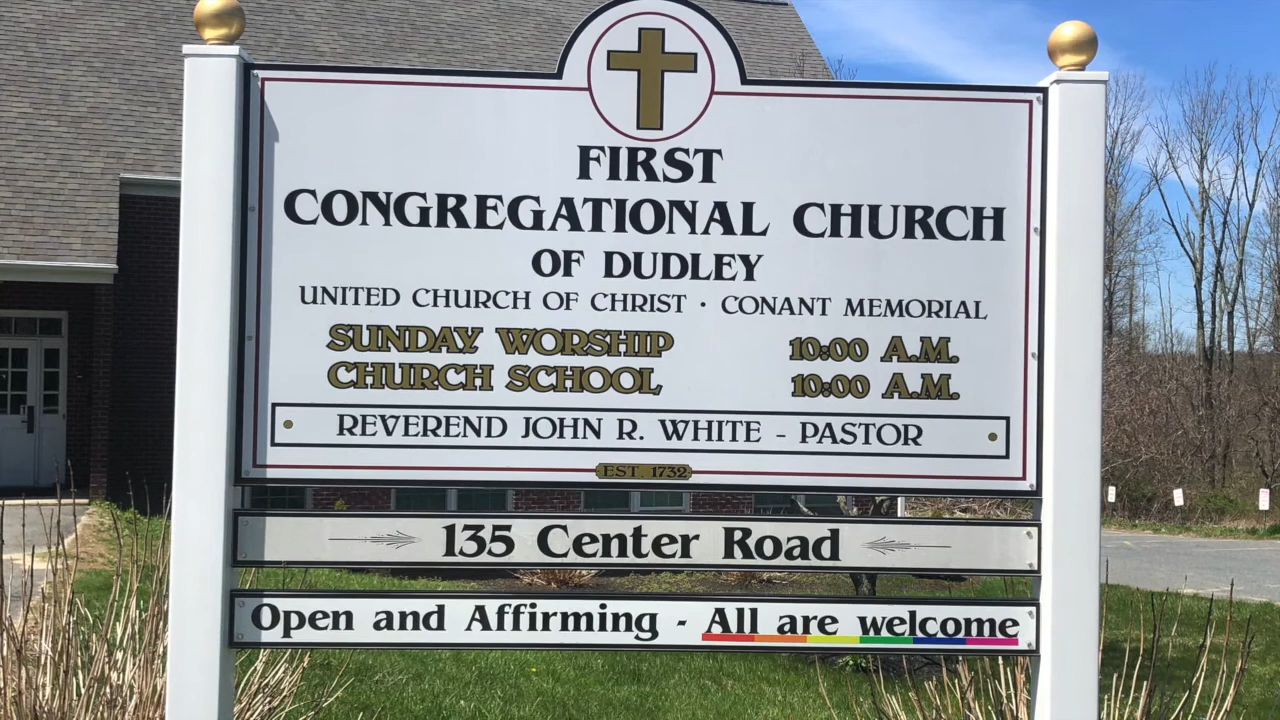 FIRST
CONGREGATIONAL CHURCH
OF DUDLEY
UNITED CHURCH OF CHRIST · CONANT MEMORIAL
SUNDAY WORSHIP 10:00 A.M.
CHURCH SCHOOL 10:00 A.M.
REVEREND JOHN R. WHITE - PASTOR
EST. 1732
135 Center Road
Open and Affirming - All are welcome